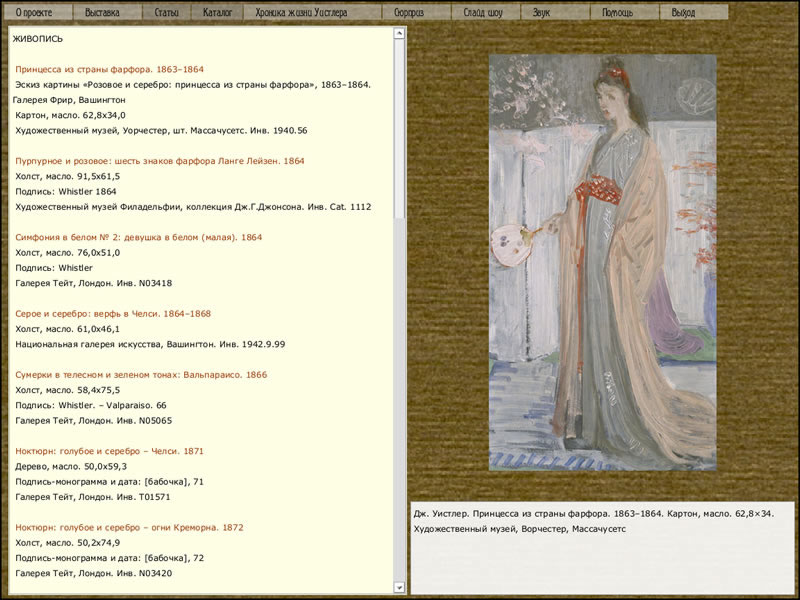 О проекте Выставка Статьи Каталог Хроника жизни Уистлера Сюрприз Слайд шоу Звук Помощь Выход
ЖИВОПИСЬ
Принцесса из страны фарфора. 1863–1864
Эскиз картины «Розовое и серебро: принцесса из страны фарфора», 1863–1864.
Галерея Фрир, Вашингтон
Картон, масло. 62,8x34,0
Художественный музей, Уорчестер, шт. Массачусетс. Инв. 1940.56
Пурпурное и розовое: шесть знаков фарфора Ланге Лейзен. 1864
Холст, масло. 91,5x61,5
Подпись: Whistler 1864
Художественный музей Филадельфии, коллекция Дж.Г.Джонсона. Инв. Cat. 1112
Симфония в белом № 2: девушка в белом (малая). 1864
Холст, масло. 76,0x51,0
Подпись: Whistler
Галерея Тейт, Лондон. Инв. N03418
Серое и серебро: верфь в Челси. 1864–1868
Холст, масло. 61,0x46,1
Национальная галерея искусства, Вашингтон. Инв. 1942.9.99
Сумерки в телесном и зеленом тонах: Вальпараисо. 1866
Холст, масло. 58,4x75,5
Подпись: Whistler. – Valparaiso. 66
Галерея Тейт, Лондон. Инв. N05065
Ноктюрн: голубое и серебро – Челси. 1871
Дерево, масло. 50,0x59,3
Подпись-монограмма и дата: [бабочка], 71
Галерея Тейт, Лондон. Инв. T01571
Ноктюрн: голубое и серебро – огни Креморна. 1872
Холст, масло. 50,2x74,9
Подпись-монограмма и дата: [бабочка], 72
Галерея Тейт, Лондон. Инв. N03420
Дж. Уистлер. Принцесса из страны фарфора. 1863–1864. Картон, масло. 62,8×34.
Художественный музей, Ворчестер, Массачусетс